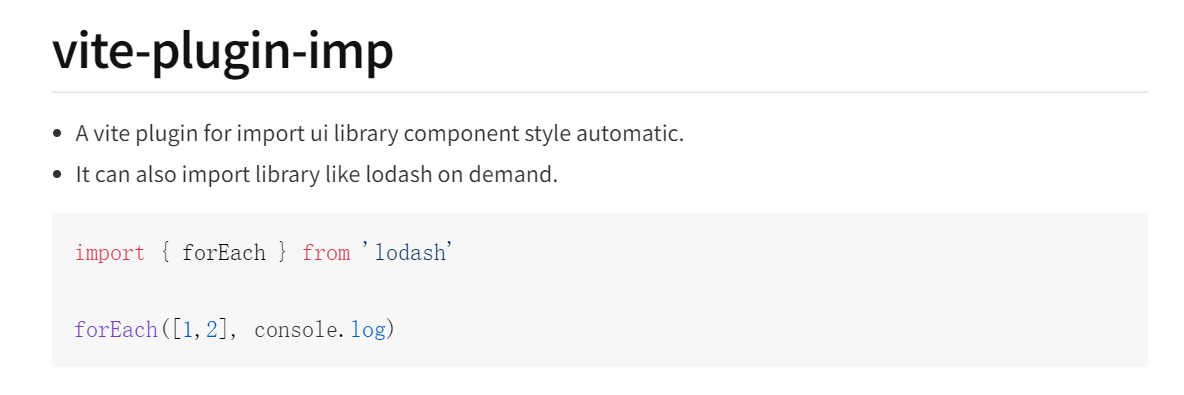 vite-plugin-imp
A vite plugin for import ui library component style automatic.
It can also import library like lodash on demand.
import { forEach } from 'lodash'
forEach([1,2], console.log)